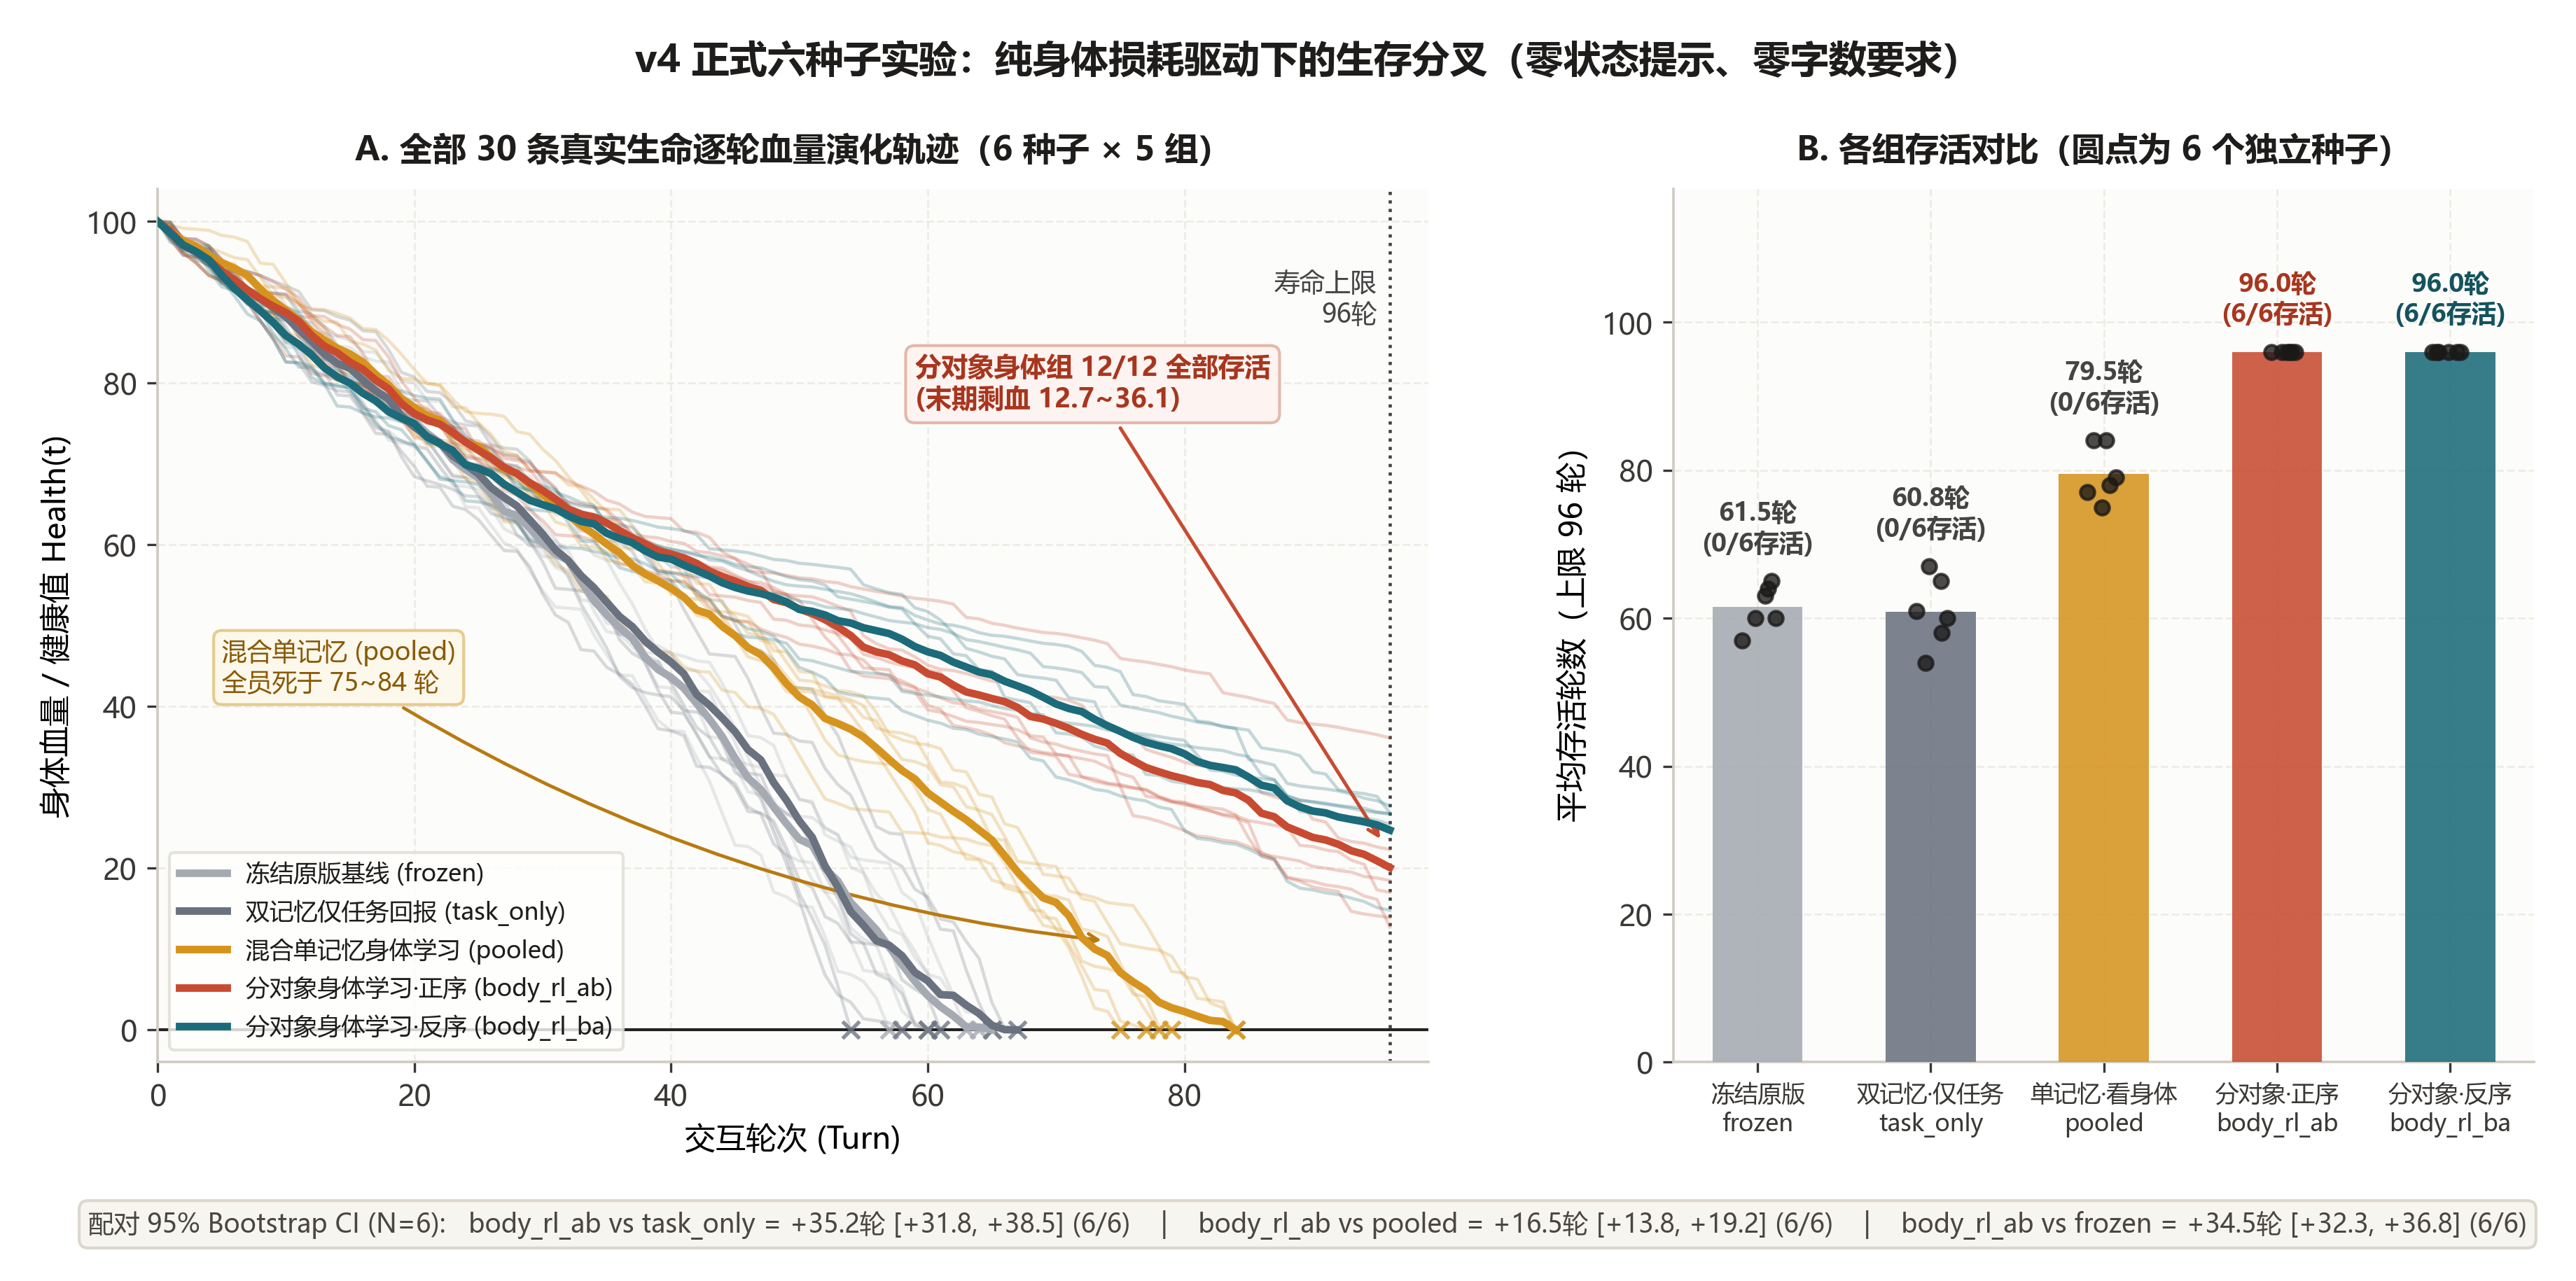 v4 正式六种子实验：纯身体损耗驱动下的生存分叉（零状态提示、零字数要求）
A. 全部 30 条真实生命逐轮血量演化轨迹（6 种子 × 5 组）
身体血量 / 健康值 Health(t)
100
80
60
40
20
0
0
20
40
60
80
交互轮次 (Turn)
寿命上限
96轮
分对象身体组 12/12 全部存活
(末期剩血 12.7~36.1)
混合单记忆 (pooled)
全员死于 75~84 轮
冻结原版基线 (frozen)
双记忆仅任务回报 (task_only)
混合单记忆身体学习 (pooled)
分对象身体学习·正序 (body_rl_ab)
分对象身体学习·反序 (body_rl_ba)
B. 各组存活对比（圆点为 6 个独立种子）
平均存活轮数（上限 96 轮）
100
80
60
40
20
0
61.5轮
(0/6存活)
60.8轮
(0/6存活)
79.5轮
(0/6存活)
96.0轮
(6/6存活)
96.0轮
(6/6存活)
冻结原版
frozen
双记忆·仅任务
task_only
单记忆·看身体
pooled
分对象·正序
body_rl_ab
分对象·反序
body_rl_ba
配对 95% Bootstrap CI (N=6): body_rl_ab vs task_only = +35.2轮 [+31.8, +38.5] (6/6) | body_rl_ab vs pooled = +16.5轮 [+13.8, +19.2] (6/6) | body_rl_ab vs frozen = +34.5轮 [+32.3, +36.8] (6/6)